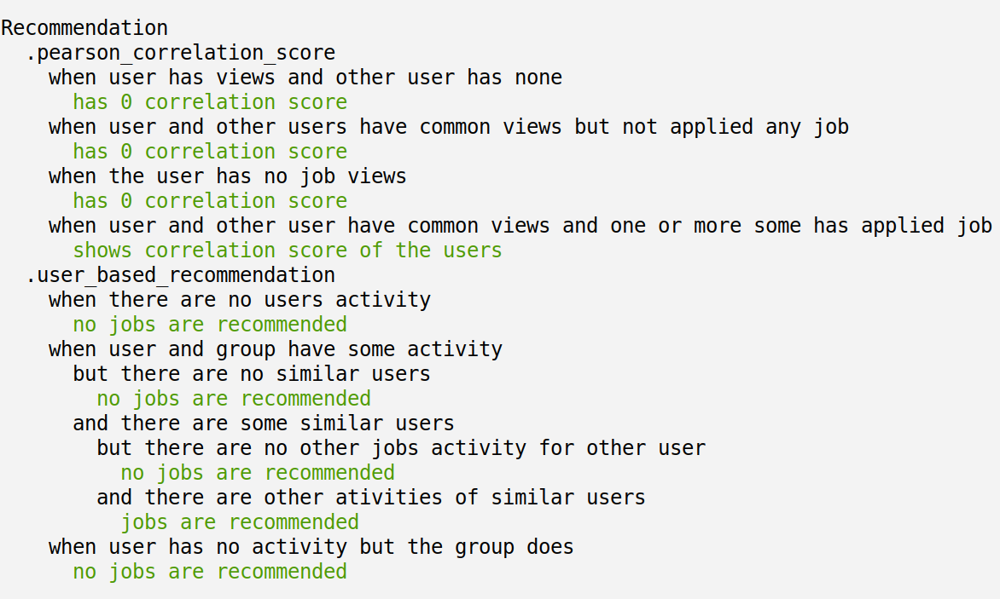 Recommendation
.pearson_correlation_score
when user has views and other user has none
has 0 correlation score
when user and other users have common views but not applied any job
has 0 correlation score
when the user has no job views
has 0 correlation score
when user and other user have common views and one or more some has applied job
shows correlation score of the users
.user_based_recommendation
when there are no users activity
no jobs are recommended
when user and group have some activity
but there are no similar users
no jobs are recommended
and there are some similar users
but there are no other jobs activity for other user
no jobs are recommended
and there are other ativities of similar users
jobs are recommended
when user has no activity but the group does
no jobs are recommended